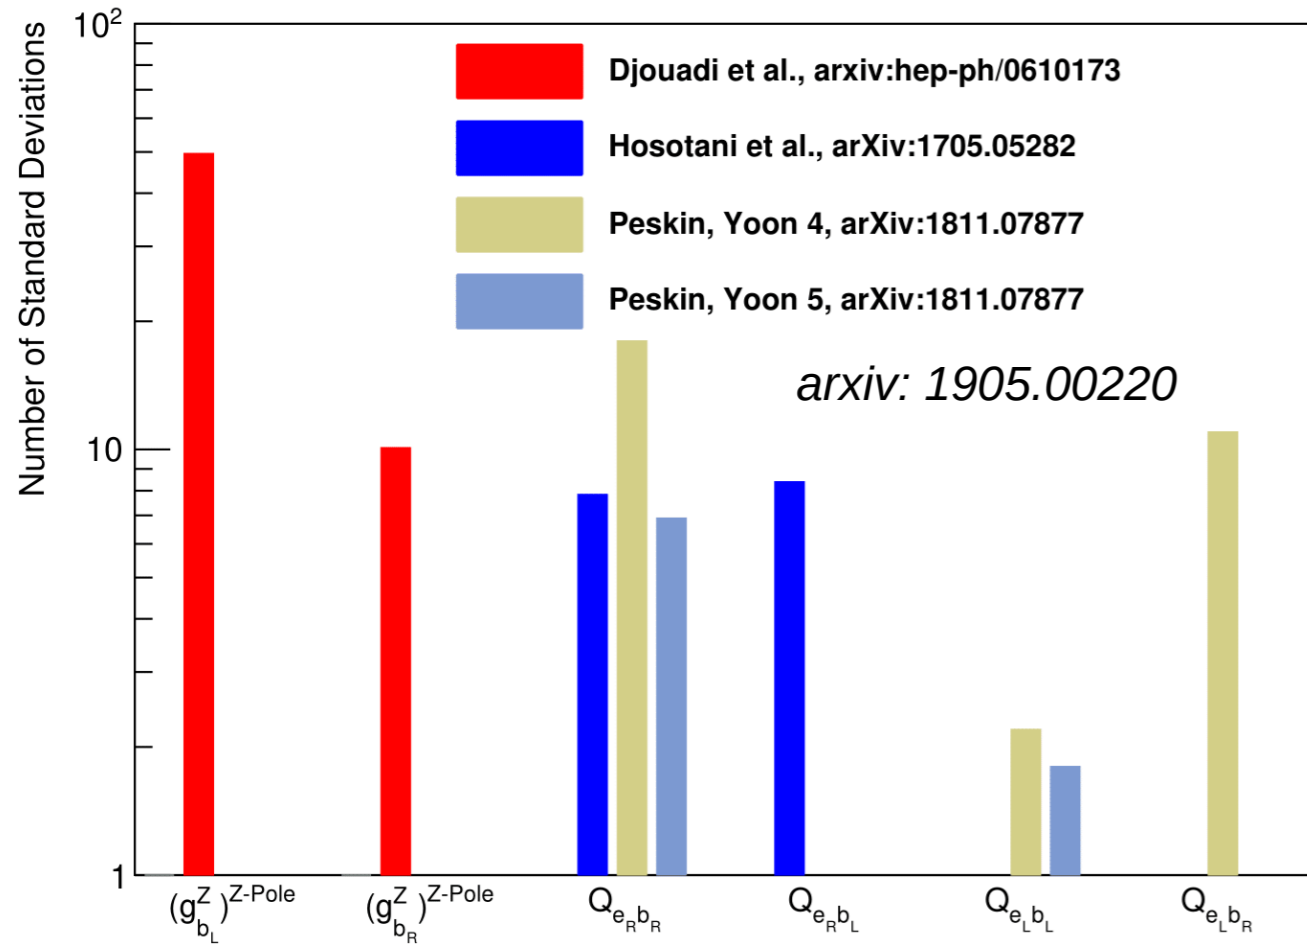 Number of Standard Deviations
10²
10
1
Djouadi et al., arxiv:hep-ph/0610173
Hosotani et al., arXiv:1705.05282
Peskin, Yoon 4, arXiv:1811.07877
Peskin, Yoon 5, arXiv:1811.07877
arxiv: 1905.00220
(g^Z_{b_L})^{Z-Pole}
(g^Z_{b_R})^{Z-Pole}
Q_{e_R b_R}
Q_{e_R b_L}
Q_{e_L b_L}
Q_{e_L b_R}